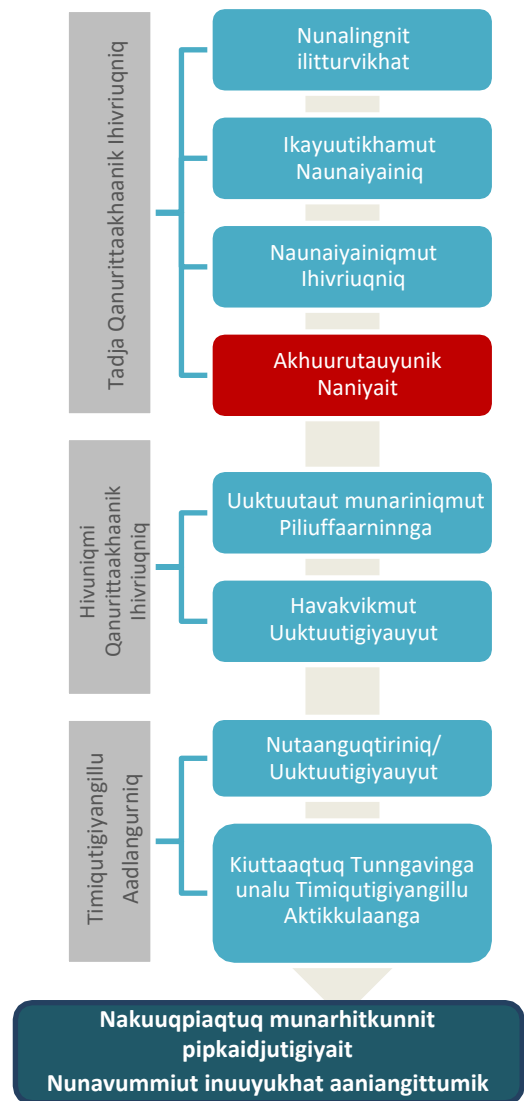 Tadja Qanurittaakhaanik Ihivriuqniq
Nunalingnit
ilitturvikhat
Ikayuutikhamut
Naunaiyainiq
Naunaiyainiqmut
Ihivriuqniq
Akhuurutauyunik
Naniyait
Hivuniqmi
Qanurittaakhaanik
Ihivriuqniq
Uuktuutaut munariniqmut
Piliuffaarninnga
Havakvikmut
Uuktuutigiyauyut
Timiqutigiyangillu
Aadlangurniq
Nutaanguqtiriniq/
Uuktuutigiyauyut
Kiuttaaqtuq Tunngavinga
unalu Timiqutigiyangillu
Aktikkulaanga
Nakuuqpiaqtuq munarhitkunnit
pipkaidjutigiyait
Nunavummiut inuuyukhat aaniangittumik